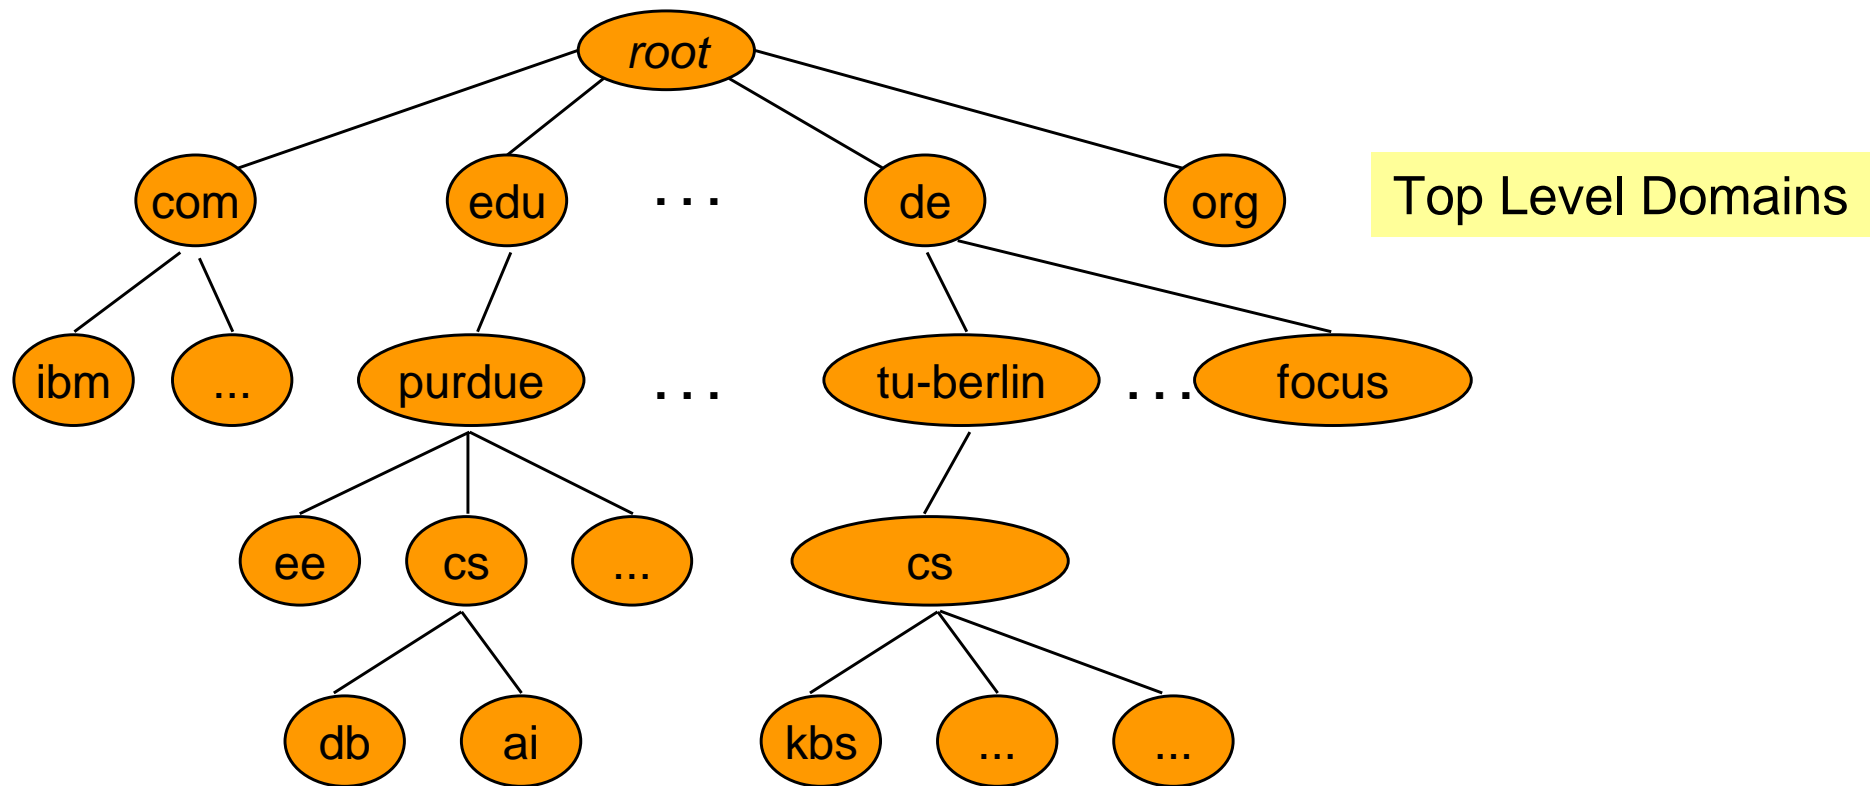 root
com edu . . . de org Top Level Domains
ibm ... purdue . . . tu-berlin . . . focus
ee cs ... cs
db ai kbs ... ...